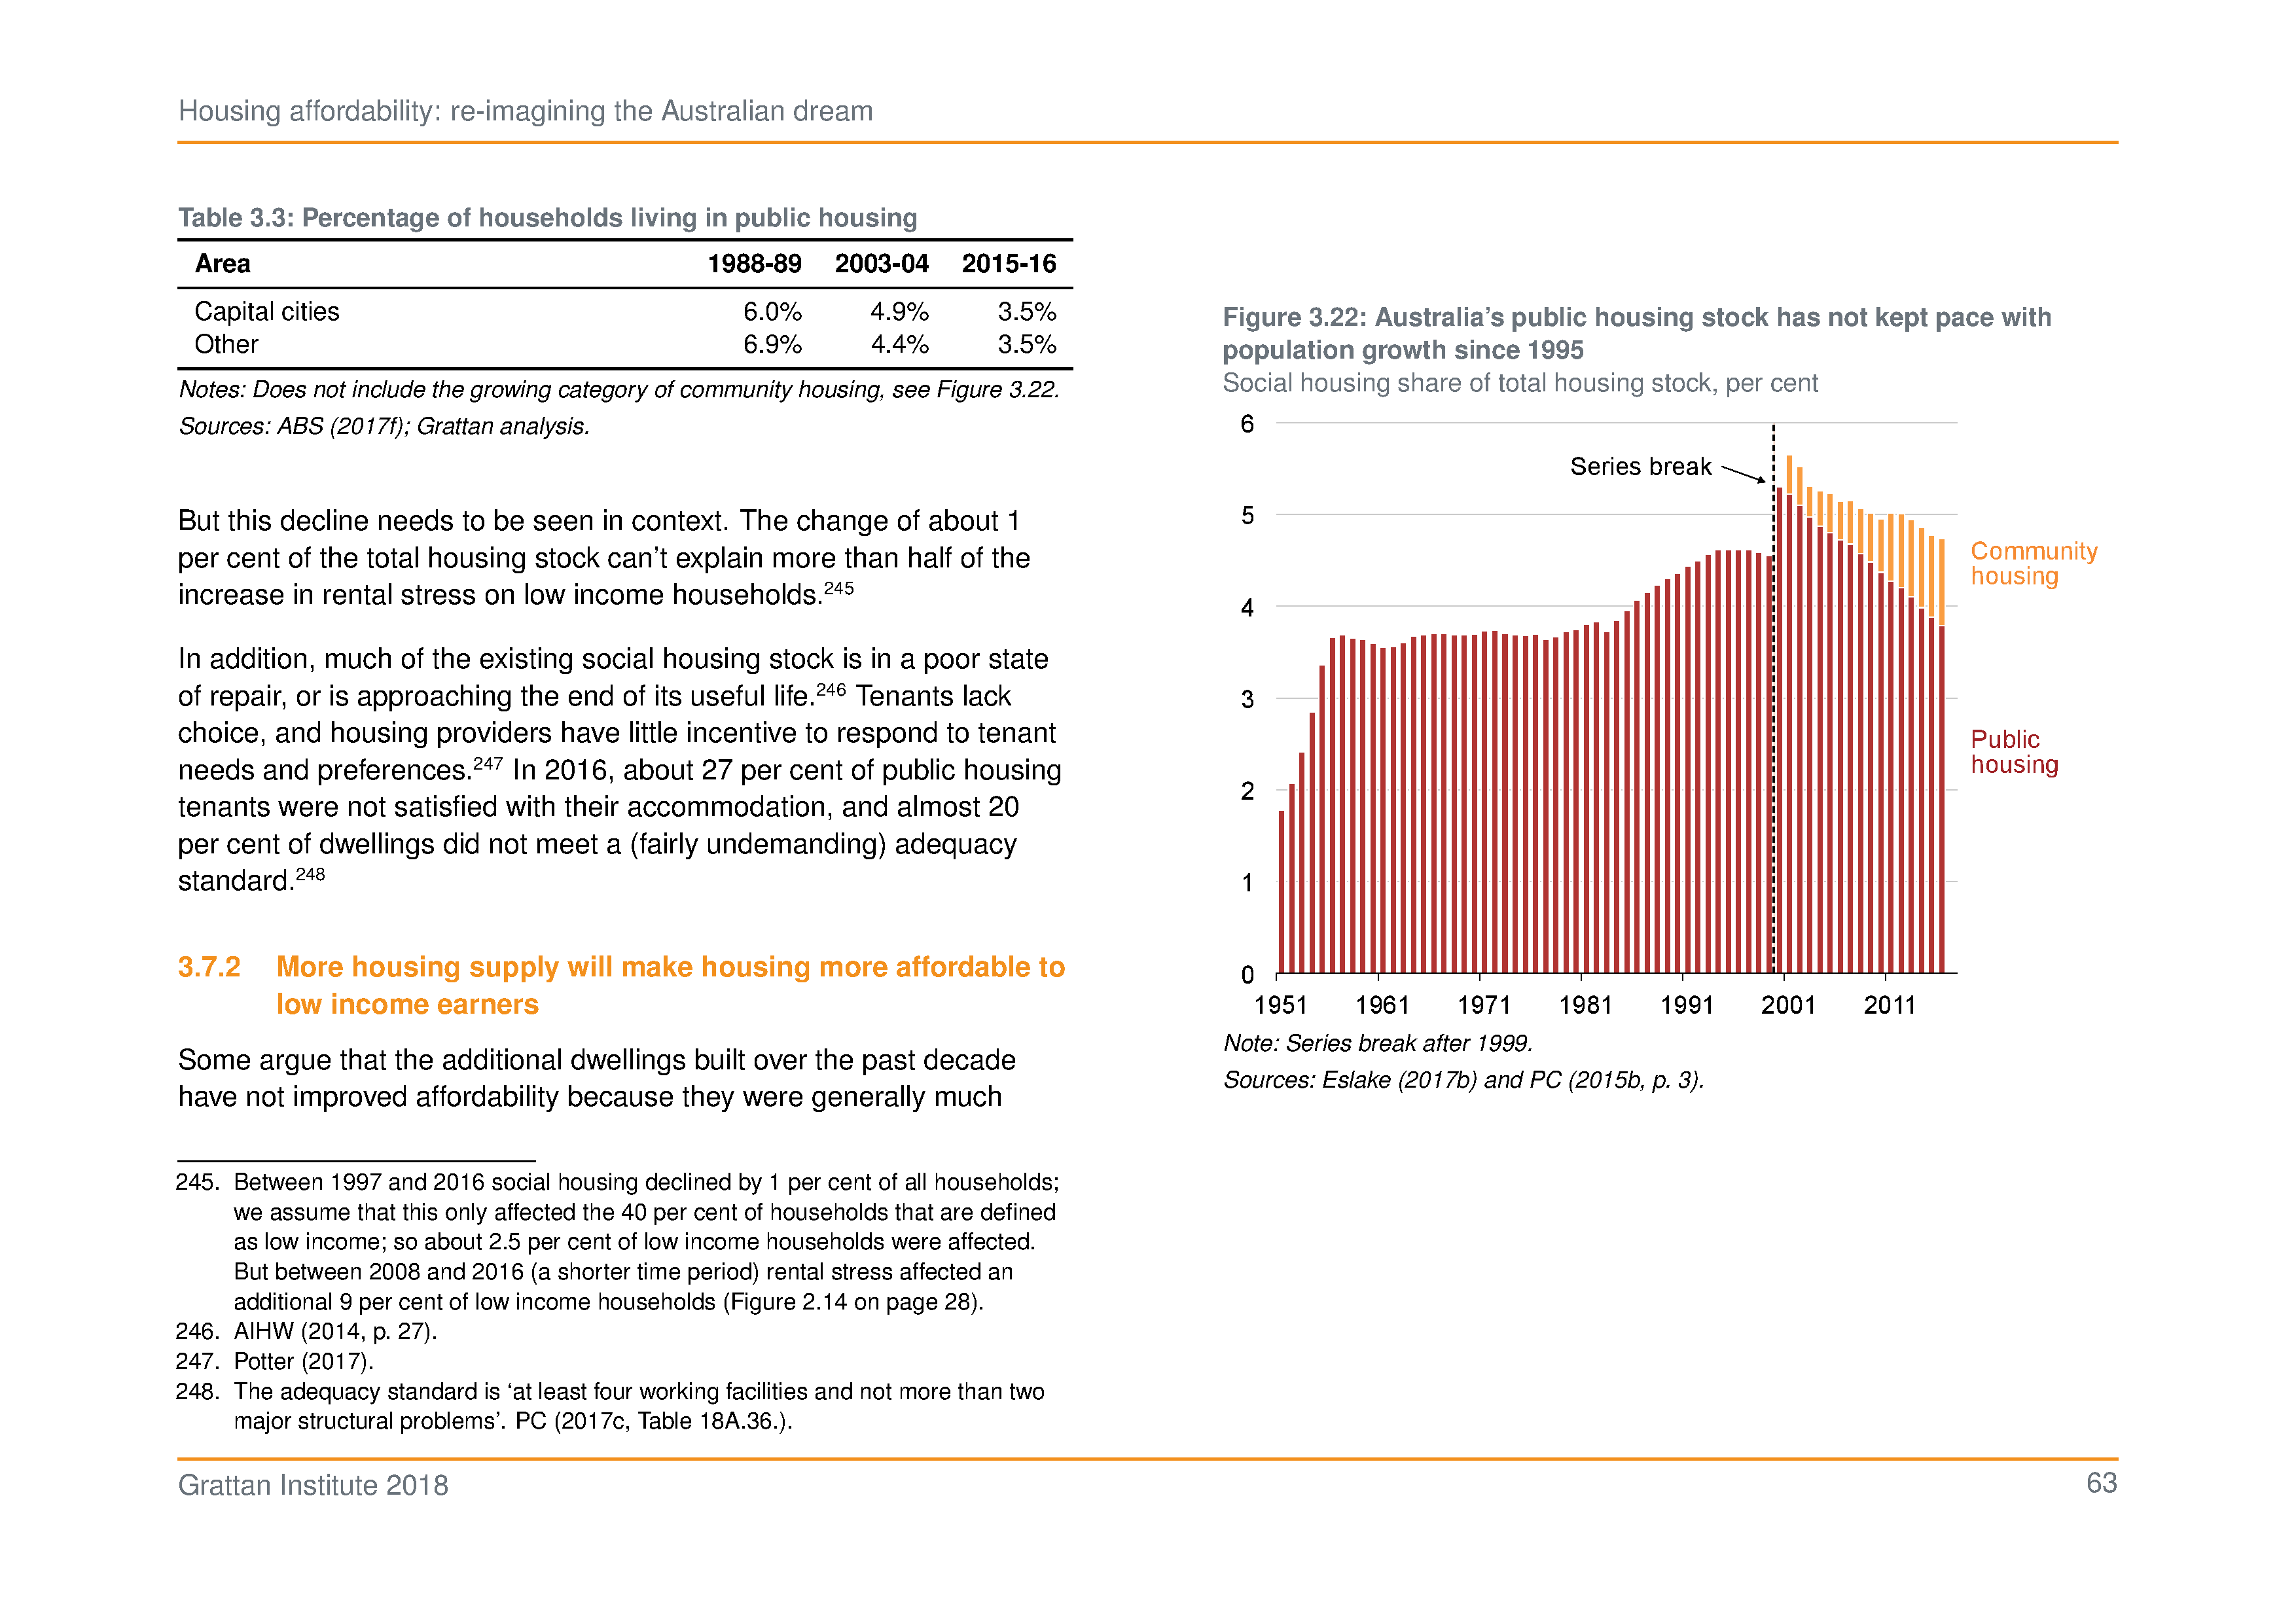 Housing affordability: re-imagining the Australian dream
Table 3.3: Percentage of households living in public housing
Area 1988-89 2003-04 2015-16
Capital cities 6.0% 4.9% 3.5%
Other 6.9% 4.4% 3.5%
Notes: Does not include the growing category of community housing, see Figure 3.22.
Sources: ABS (2017f); Grattan analysis.
But this decline needs to be seen in context. The change of about 1
per cent of the total housing stock can’t explain more than half of the
increase in rental stress on low income households.245
In addition, much of the existing social housing stock is in a poor state
of repair, or is approaching the end of its useful life.246 Tenants lack
choice, and housing providers have little incentive to respond to tenant
needs and preferences.247 In 2016, about 27 per cent of public housing
tenants were not satisfied with their accommodation, and almost 20
per cent of dwellings did not meet a (fairly undemanding) adequacy
standard.248
3.7.2 More housing supply will make housing more affordable to
low income earners
Some argue that the additional dwellings built over the past decade
have not improved affordability because they were generally much
245. Between 1997 and 2016 social housing declined by 1 per cent of all households;
we assume that this only affected the 40 per cent of households that are defined
as low income; so about 2.5 per cent of low income households were affected.
But between 2008 and 2016 (a shorter time period) rental stress affected an
additional 9 per cent of low income households (Figure 2.14 on page 28).
246. AIHW (2014, p. 27).
247. Potter (2017).
248. The adequacy standard is ‘at least four working facilities and not more than two
major structural problems’. PC (2017c, Table 18A.36.).
Figure 3.22: Australia’s public housing stock has not kept pace with
population growth since 1995
Social housing share of total housing stock, per cent
6
Series break
5
Community
housing
4
3
Public
housing
2
1
0
1951 1961 1971 1981 1991 2001 2011
Note: Series break after 1999.
Sources: Eslake (2017b) and PC (2015b, p. 3).
Grattan Institute 2018
63